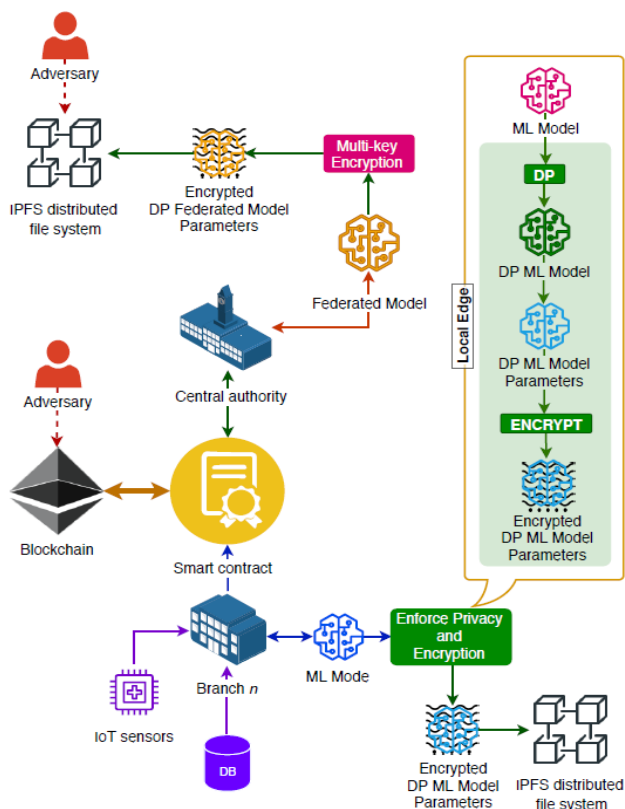 Adversary
IPFS distributed
file system
Encrypted
DP Federated Model
Parameters
Multi-key
Encryption
Federated Model
Central authority
Adversary
Blockchain
Smart contract
Branch n
IoT sensors
DB
ML Mode
Enforce Privacy
and
Encryption
Encrypted
DP ML Model
Parameters
IPFS distributed
file system
Local Edge
ML Model
DP
DP ML Model
DP ML Model
Parameters
ENCRYPT
Encrypted
DP ML Model
Parameters